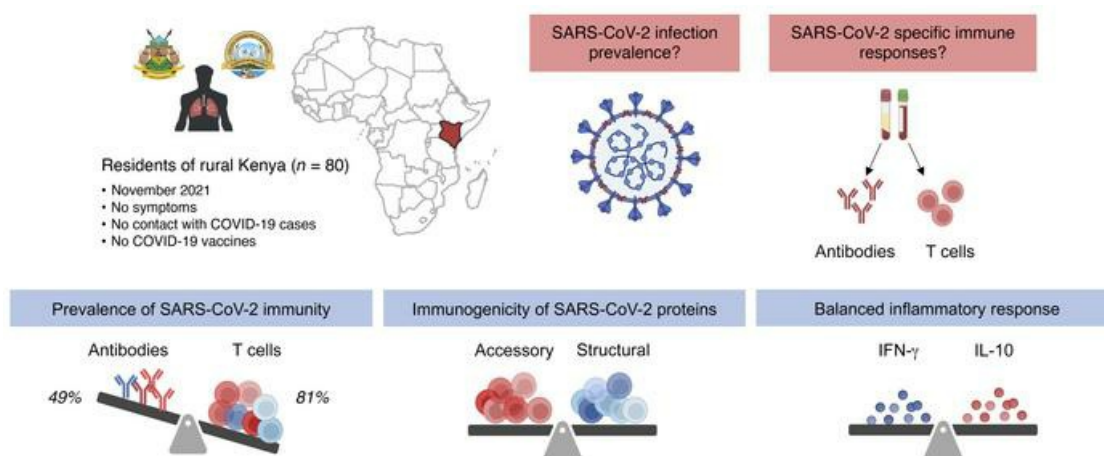 Residents of rural Kenya (n = 80)
• November 2021
• No symptoms
• No contact with COVID-19 cases
• No COVID-19 vaccines
SARS-CoV-2 infection
prevalence?
SARS-CoV-2 specific immune
responses?
Antibodies
T cells
Prevalence of SARS-CoV-2 immunity
Antibodies
T cells
49%
81%
Immunogenicity of SARS-CoV-2 proteins
Accessory
Structural
Balanced inflammatory response
IFN-γ
IL-10